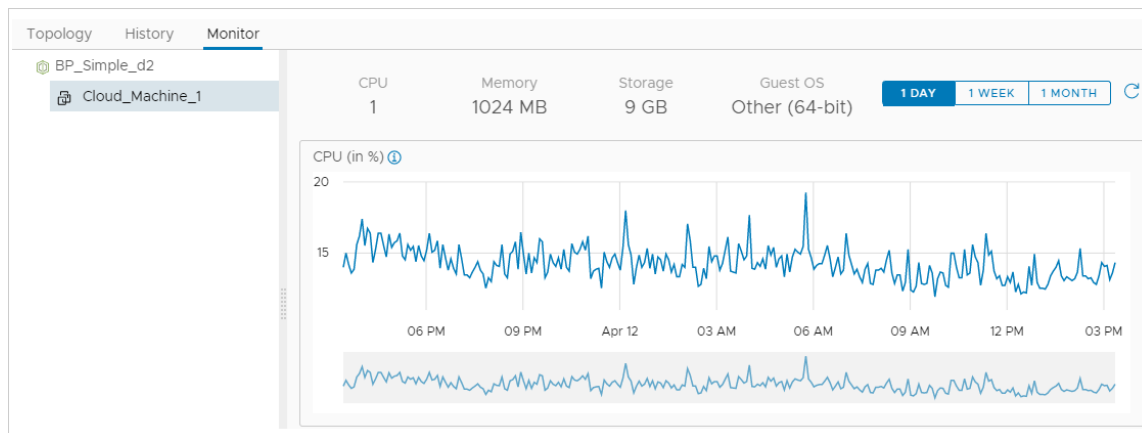 Topology History Monitor
BP_Simple_d2
Cloud_Machine_1
CPU Memory Storage Guest OS
1 1024 MB 9 GB Other (64-bit)
1 DAY 1 WEEK 1 MONTH
CPU (in %)
20
15
06 PM 09 PM Apr 12 03 AM 06 AM 09 AM 12 PM 03 PM